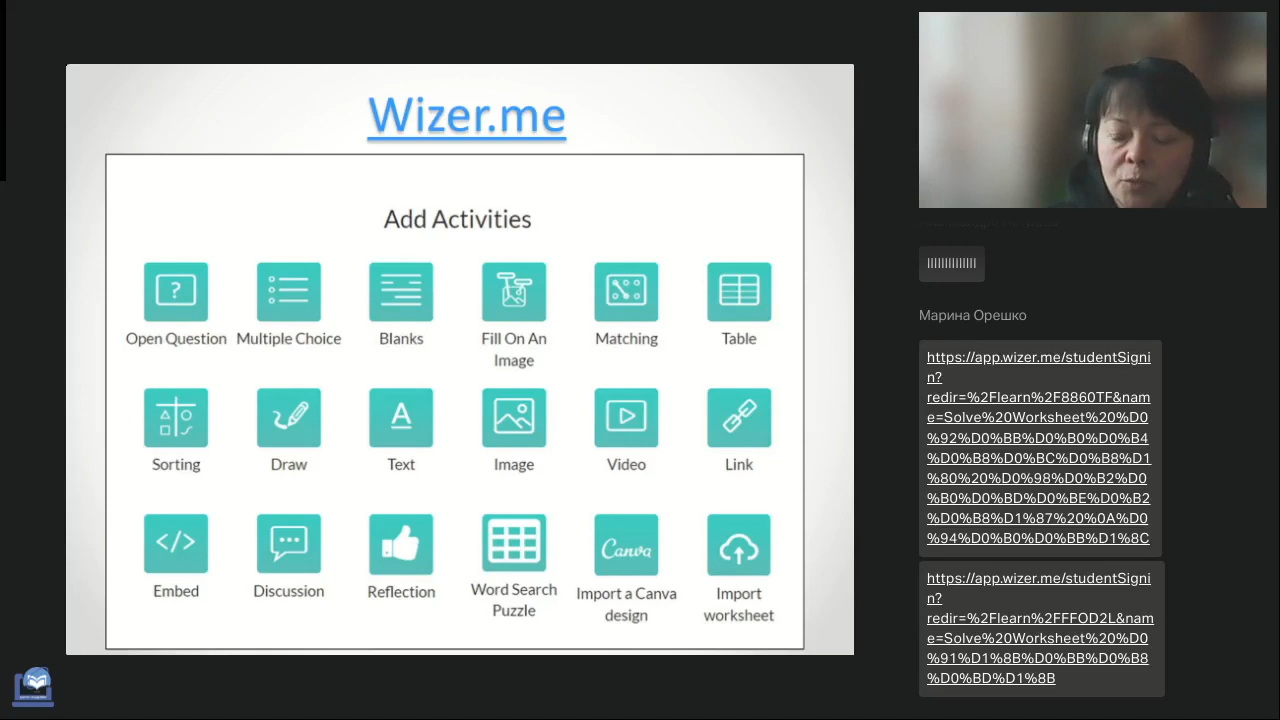 Wizer.me
Add Activities
Open Question
Multiple Choice
Blanks
Fill On An
Image
Matching
Table
Sorting
Draw
Text
Image
Video
Link
Embed
Discussion
Reflection
Word Search
Puzzle
Canva
Import a Canva
design
Import
worksheet
llllllllllllll
Марина Орешко
https://app.wizer.me/studentSigni
n?
redir=%2Flearn%2F8860TF&nam
e=Solve%20Worksheet%20%D0
%92%D0%BB%D0%B0%D0%B4
%D0%B8%D0%BC%D0%B8%D1
%80%20%D0%98%D0%B2%D0
%B0%D0%BD%D0%BE%D0%B2
%D0%B8%D1%87%20%0A%D0
%94%D0%B0%D0%BB%D1%8C
https://app.wizer.me/studentSigni
n?
redir=%2Flearn%2FFFOD2L&nam
e=Solve%20Worksheet%20%D0
%91%D1%8B%D0%BB%D0%B8
%D0%BD%D1%8B